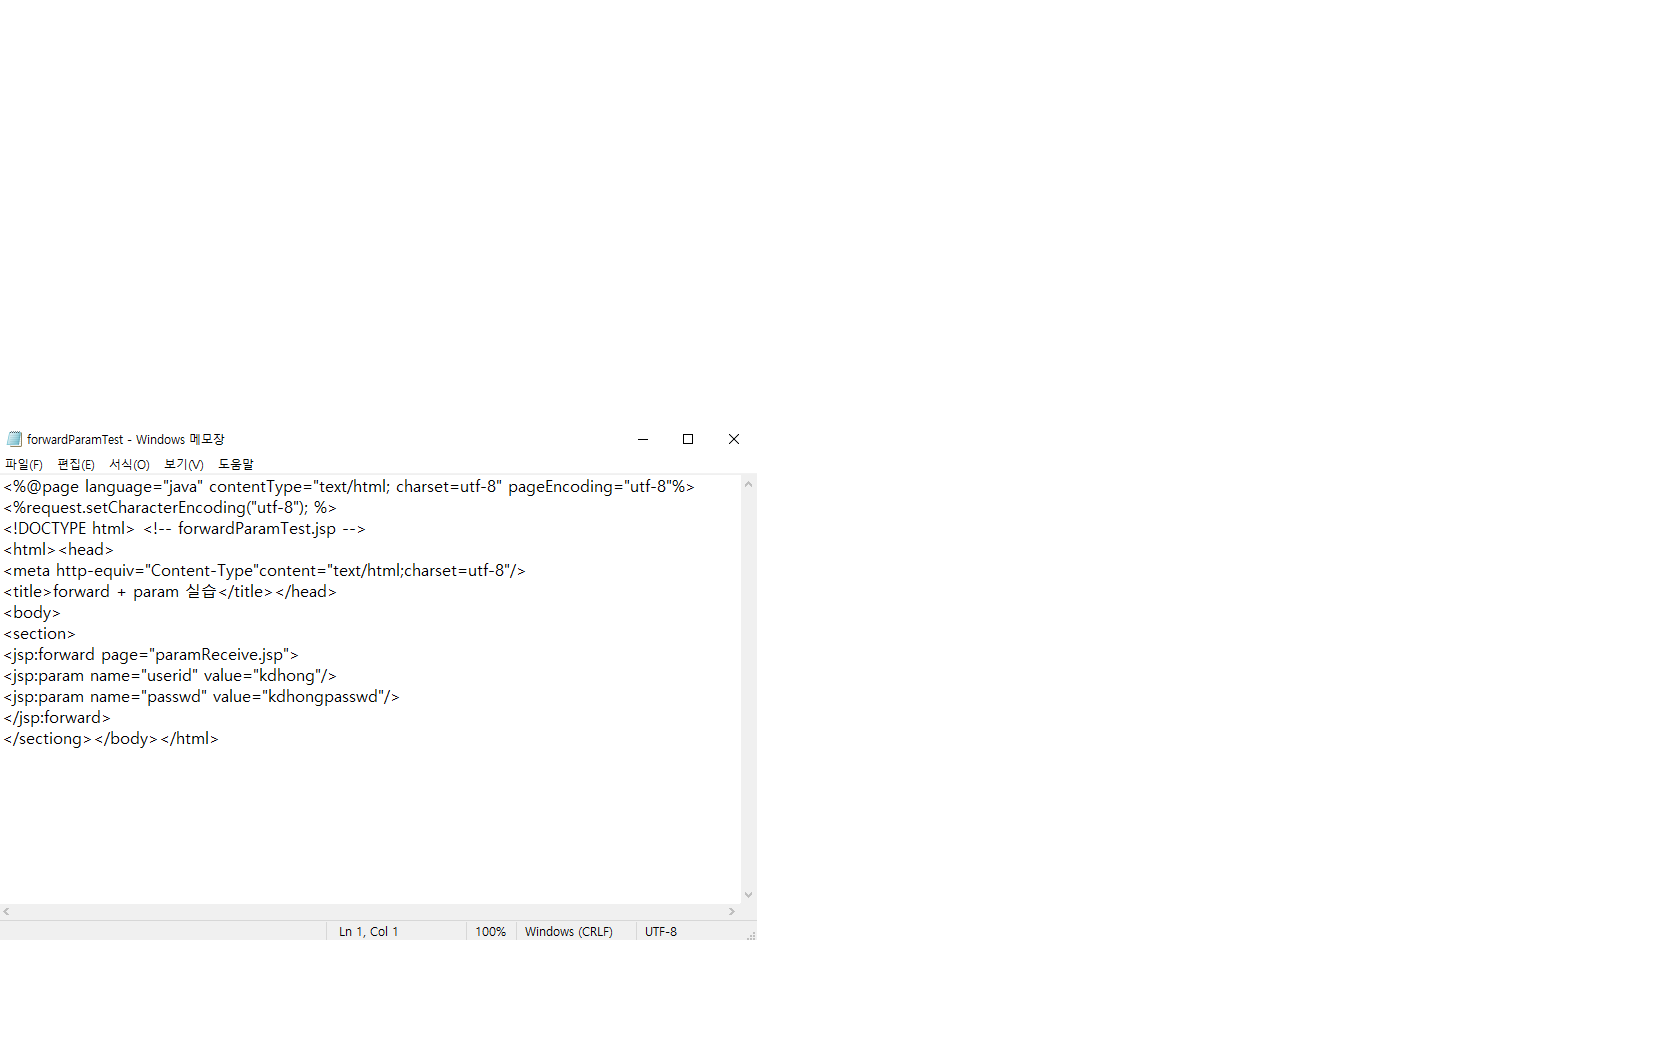 forwardParamTest - Windows 메모장
파일(F) 편집(E) 서식(O) 보기(V) 도움말
<%@page language="java" contentType="text/html; charset=utf-8" pageEncoding="utf-8"%>
<%request.setCharacterEncoding("utf-8"); %>
<!DOCTYPE html> <!-- forwardParamTest.jsp -->
<html><head>
<meta http-equiv="Content-Type"content="text/html;charset=utf-8"/>
<title>forward + param 실습</title></head>
<body>
<section>
<jsp:forward page="paramReceive.jsp">
<jsp:param name="userid" value="kdhong"/>
<jsp:param name="passwd" value="kdhongpasswd"/>
</jsp:forward>
</sectiong></body></html>
Ln 1, Col 1 100% Windows (CRLF) UTF-8